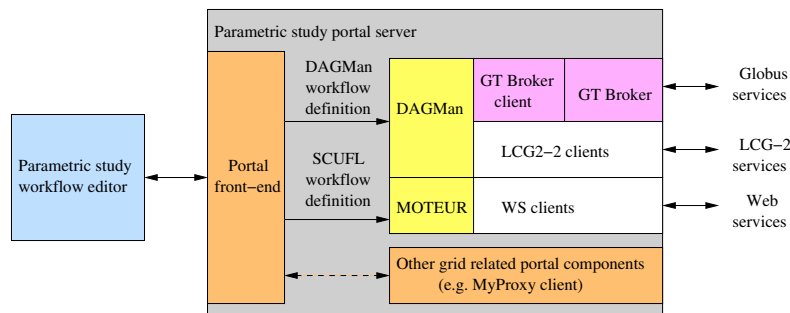 Parametric study portal server
DAGMan
workflow
definition
GT Broker
client
GT Broker
Globus
services
DAGMan
LCG2-2 clients
LCG-2
services
Parametric study
workflow editor
Portal
front-end
SCUFL
workflow
definition
MOTEUR
WS clients
Web
services
Other grid related portal components
(e.g. MyProxy client)